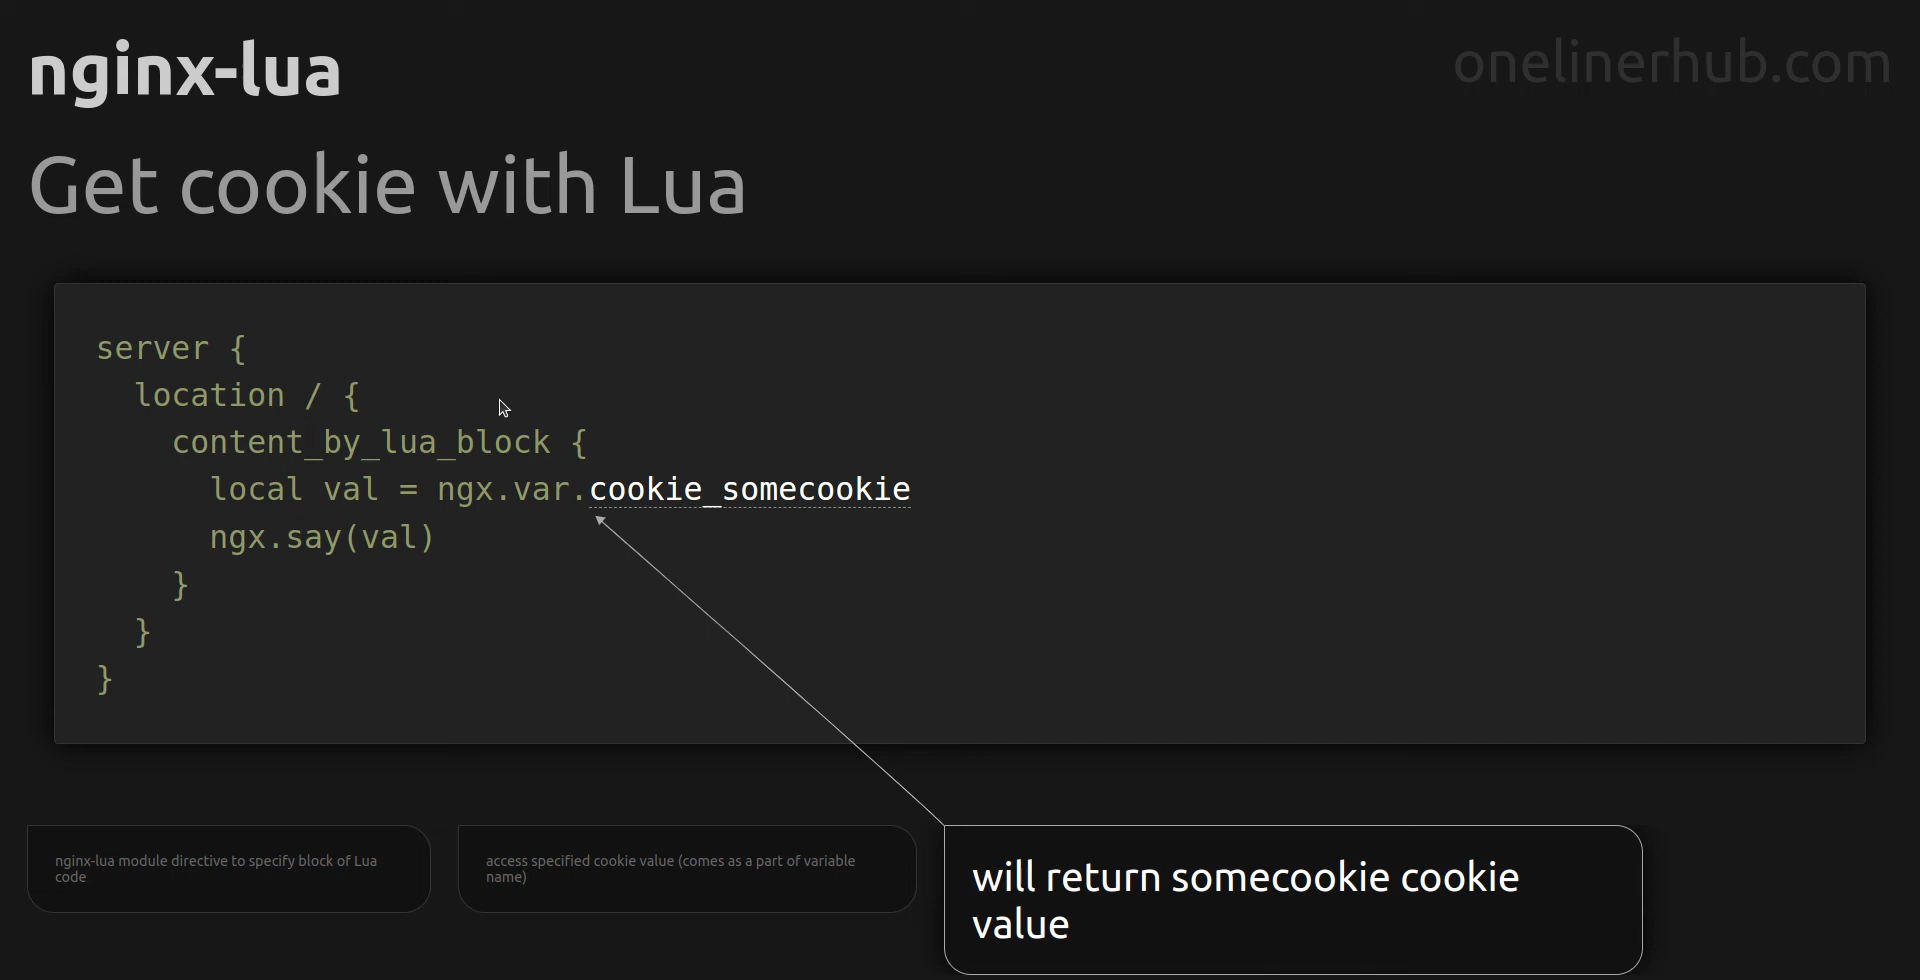 nginx-lua
onelinerhub.com
Get cookie with Lua
server {
  location / {
    content_by_lua_block {
      local val = ngx.var.cookie_somecookie
      ngx.say(val)
    }
  }
}
nginx-lua module directive to specify block of Lua
code
access specified cookie value (comes as a part of variable
name)
will return somecookie cookie
value